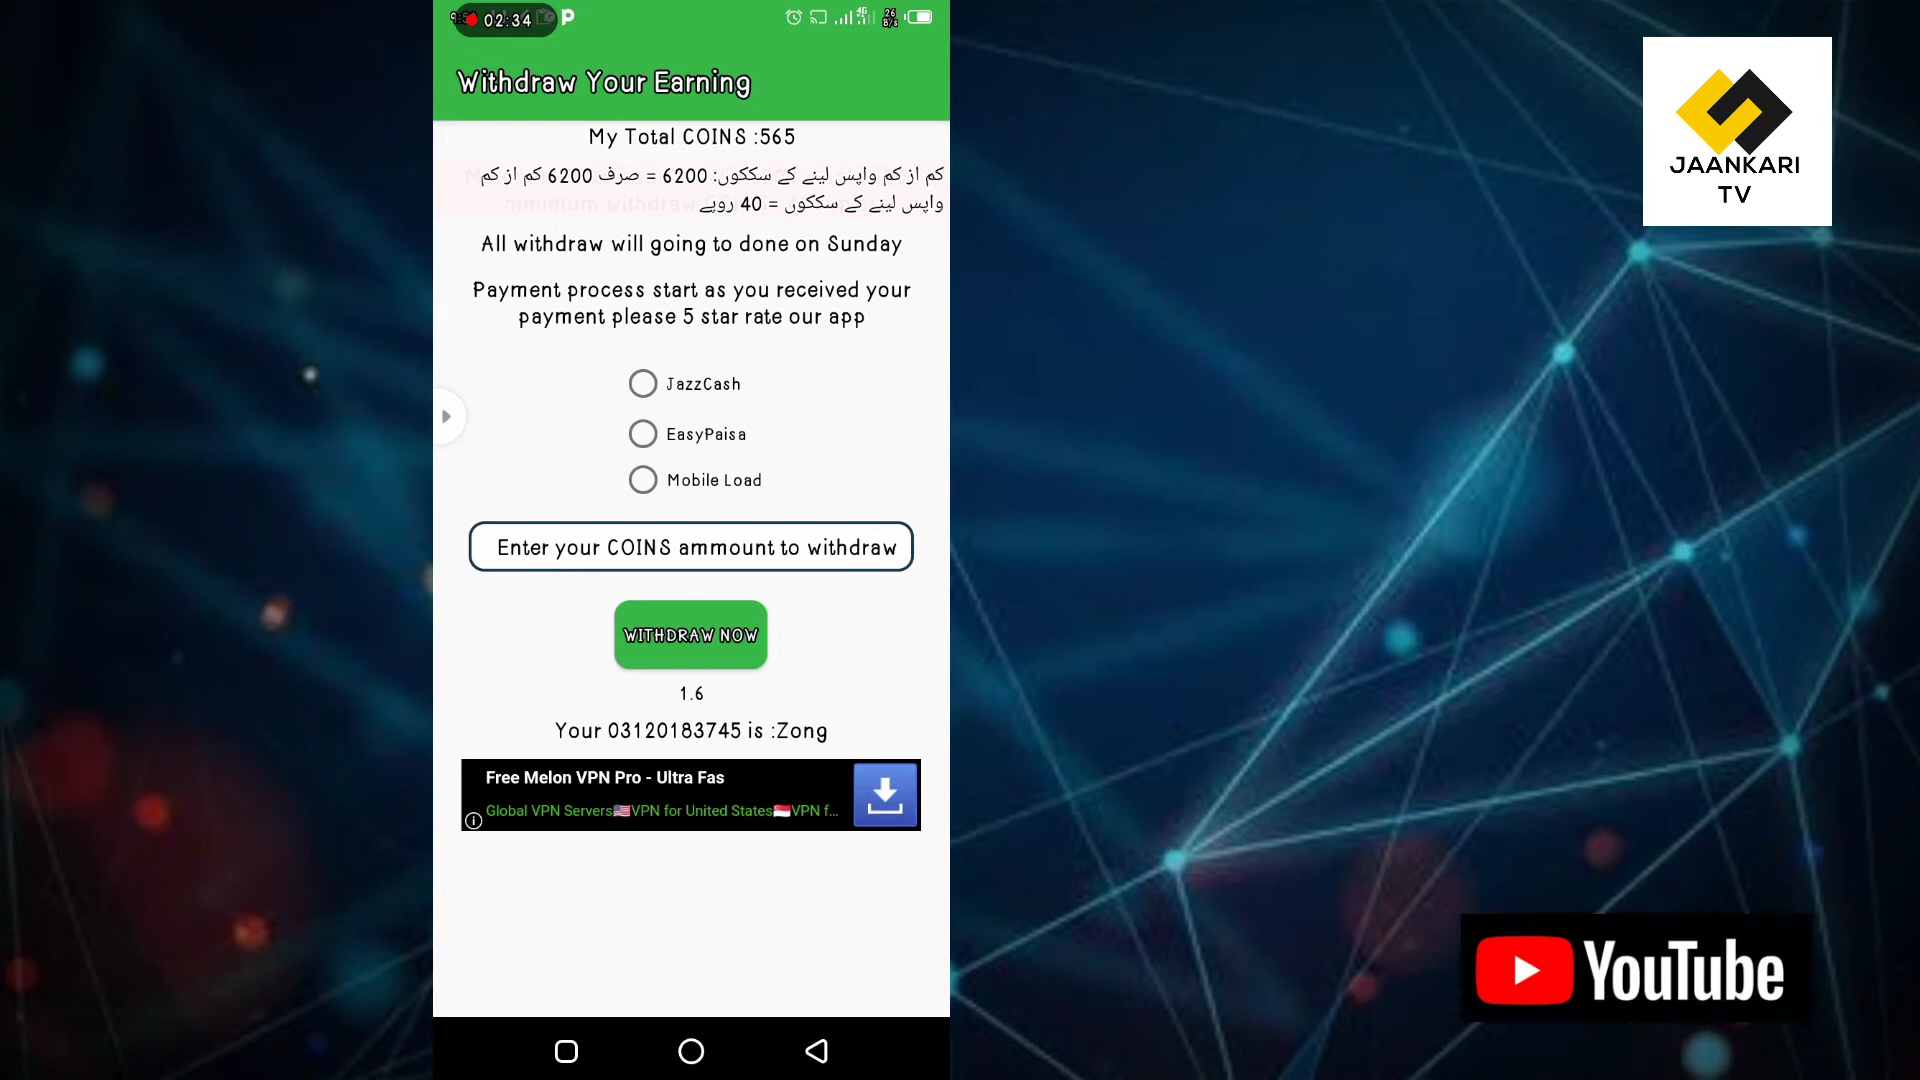 02:34
Withdraw Your Earning
My Total COINS :565
کم از کم واپس لینے کے سککوں: 6200 = صرف 6200 کم از کم
واپس لینے کے سککوں = 40 روپے
minimum withdraw
All withdraw will going to done on Sunday
Payment process start as you received your
payment please 5 star rate our app
JazzCash
EasyPaisa
Mobile Load
Enter your COINS ammount to withdraw
WITHDRAW NOW
1.6
Your 03120183745 is :Zong
Free Melon VPN Pro - Ultra Fas
Global VPN Servers🇺🇸VPN for United States🇸🇬VPN f...
JAANKARI
TV
YouTube